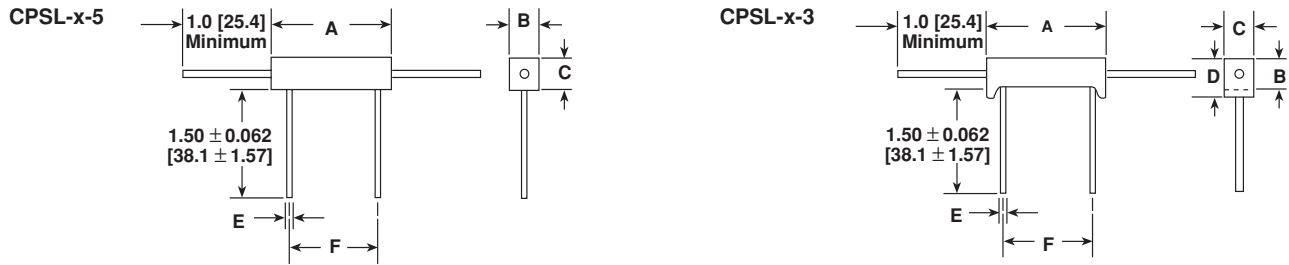 CPSL-x-5
1.0 [25.4]
Minimum
A
B
C
1.50 ± 0.062
[38.1 ± 1.57]
E
F
CPSL-x-3
1.0 [25.4]
Minimum
A
C
D
B
1.50 ± 0.062
[38.1 ± 1.57]
E
F